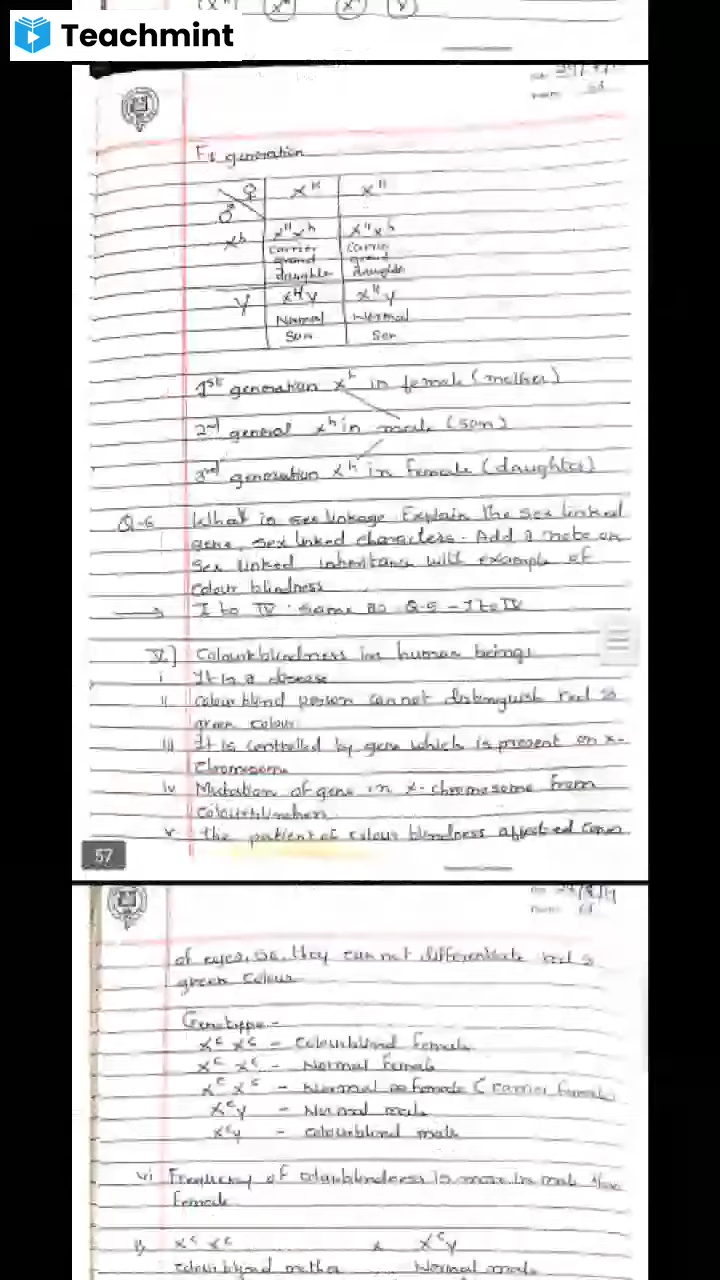 Teachmint
F2 generation
♀ X^H X^H
♂
X^h X^H X^h X^H X^h
carrier carrier
grand grand
daughter daughter
Y X^H Y X^H Y
Normal Normal
Son Son
1st generation X^h in female (mother)
2nd general X^h in male (son)
3rd generation X^h in female (daughter)
Q-6 What is sex linkage Explain the sex linked
gene, sex linked characters. Add a note on
sex linked inheritance with example of
colour blindness
→ I to IV same as Q-5 - I to IV
V] Colourblindness in human beings
i It is a disease
ii colour blind person cannot distinguish red &
green colour
iii It is controlled by gene which is present on x-
chromosome
iv Mutation of gene in x-chromosome from
v the patient of colour blindness affected cones
57
of eyes, so, they can not differentiate red &
green colour
Genotype -
X^c X^c - colourblind female
X^C X^C - Normal female
X^C X^c - Normal female (carrier female)
X^C Y - Normal male
X^c Y - colourblind male
vi Frequency of colourblindness is more in male than
female
X^c X^c x X^C Y
colourblind mother Normal male